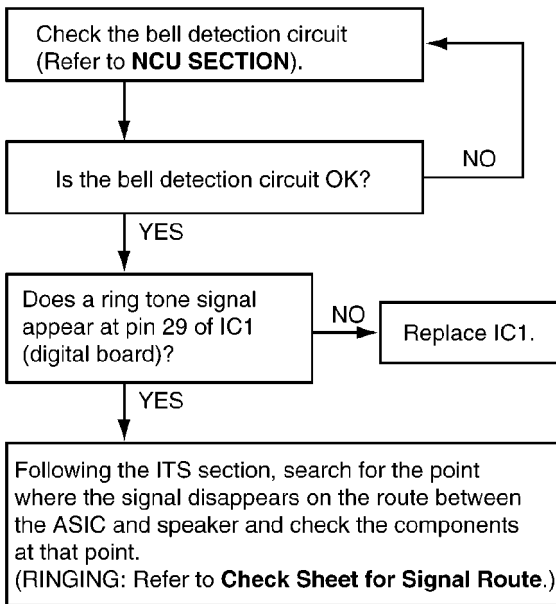 Check the bell detection circuit
(Refer to NCU SECTION).
Is the bell detection circuit OK?
NO
YES
Does a ring tone signal
appear at pin 29 of IC1
(digital board)?
NO
Replace IC1.
YES
Following the ITS section, search for the point
where the signal disappears on the route between
the ASIC and speaker and check the components
at that point.
(RINGING: Refer to Check Sheet for Signal Route.)